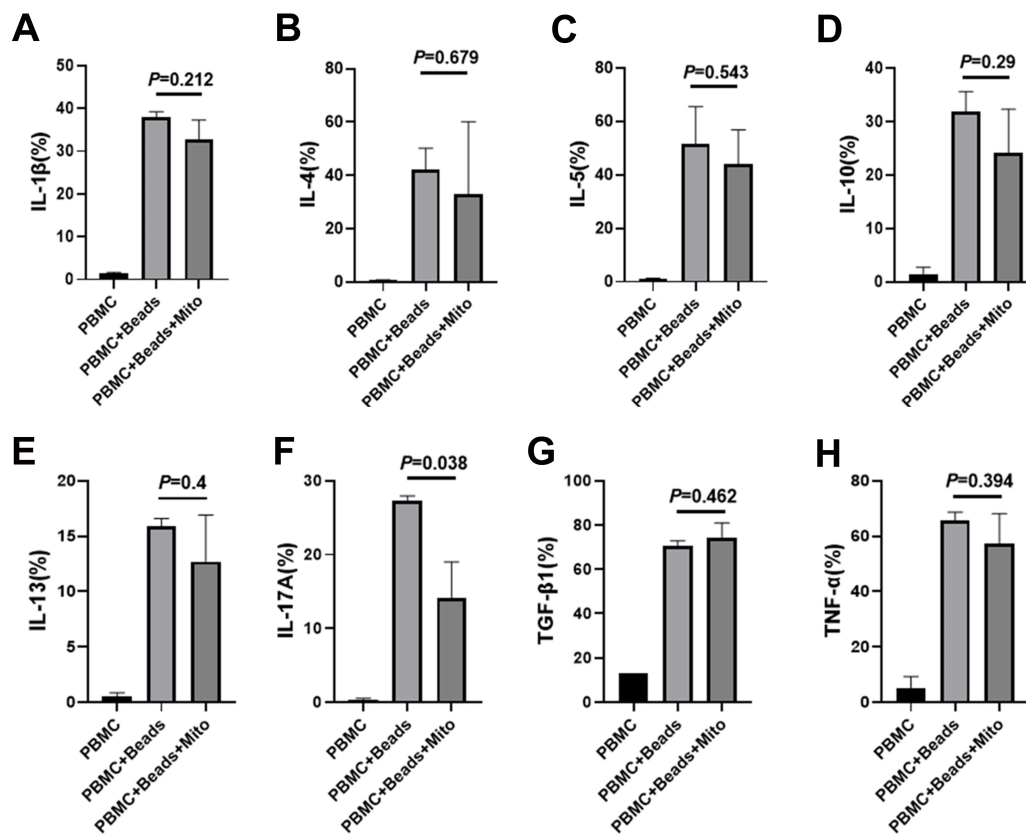 A
IL-1β(%)
50
40
30
20
10
0
P=0.212
PBMC
PBMC+Beads
PBMC+Beads+Mito
B
IL-4(%)
80
60
40
20
0
P=0.679
PBMC
PBMC+Beads
PBMC+Beads+Mito
C
IL-5(%)
80
60
40
20
0
P=0.543
PBMC
PBMC+Beads
PBMC+Beads+Mito
D
IL-10(%)
40
30
20
10
0
P=0.29
PBMC
PBMC+Beads
PBMC+Beads+Mito
E
IL-13(%)
20
15
10
5
0
P=0.4
PBMC
PBMC+Beads
PBMC+Beads+Mito
F
IL-17A(%)
30
20
10
0
P=0.038
PBMC
PBMC+Beads
PBMC+Beads+Mito
G
TGF-β1(%)
100
80
60
40
20
0
P=0.462
PBMC
PBMC+Beads
PBMC+Beads+Mito
H
TNF-α(%)
80
60
40
20
0
P=0.394
PBMC
PBMC+Beads
PBMC+Beads+Mito